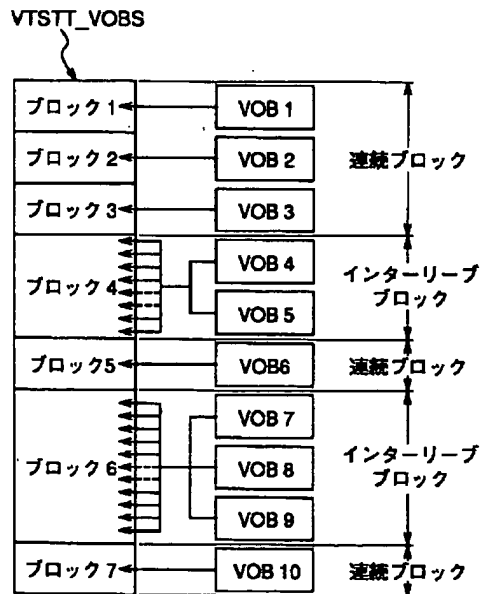 VTSTT_VOBS
ブロック 1
VOB 1
ブロック 2
VOB 2
連続ブロック
ブロック 3
VOB 3
ブロック 4
VOB 4
VOB 5
インターリーブ
ブロック
ブロック5
VOB6
連続ブロック
ブロック
6
VOB 7
VOB 8
VOB 9
インターリーブ
ブロック
ブロック 7
VOB 10
連続ブロック